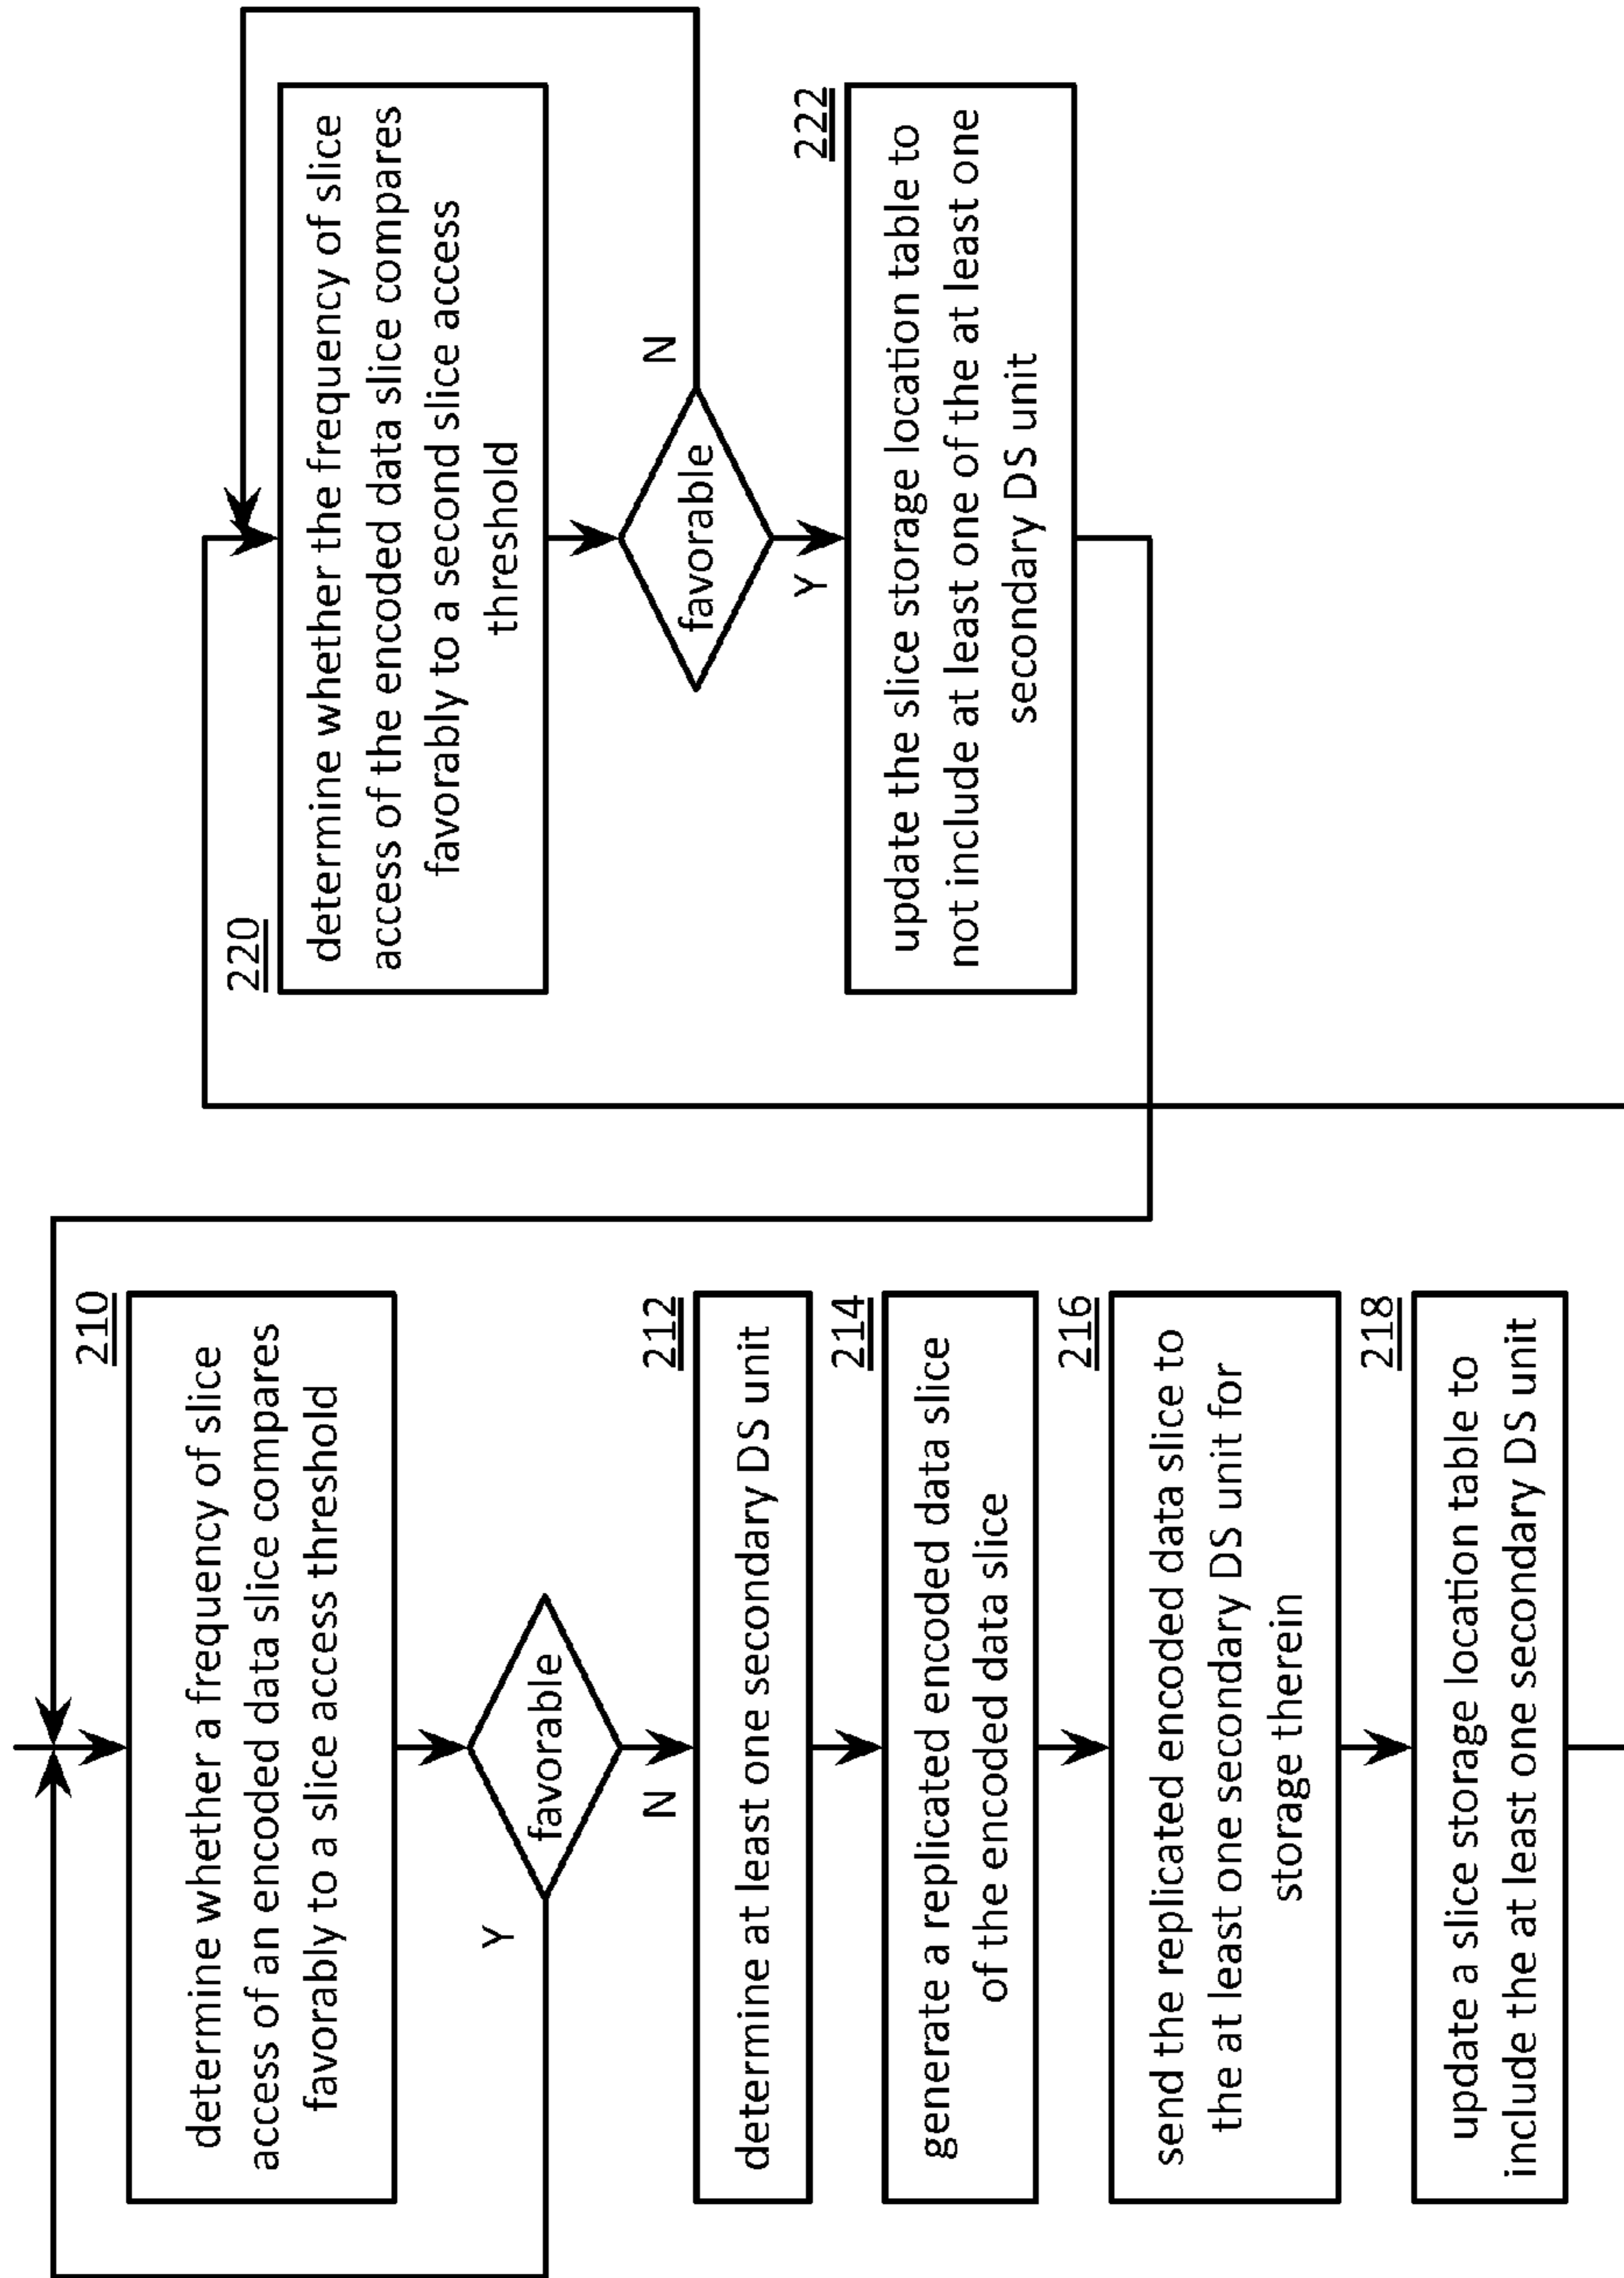 210
determine whether a frequency of slice
access of an encoded data slice compares
favorably to a slice access threshold
favorable
Y
N
212
determine at least one secondary DS unit
214
generate a replicated encoded data slice
of the encoded data slice
216
send the replicated encoded data slice to
the at least one secondary DS unit for
storage therein
218
update a slice storage location table to
include the at least one secondary DS unit
220
determine whether the frequency of slice
access of the encoded data slice compares
favorably to a second slice access
threshold
favorable
N
Y
222
update the slice storage location table to
not include at least one of the at least one
secondary DS unit